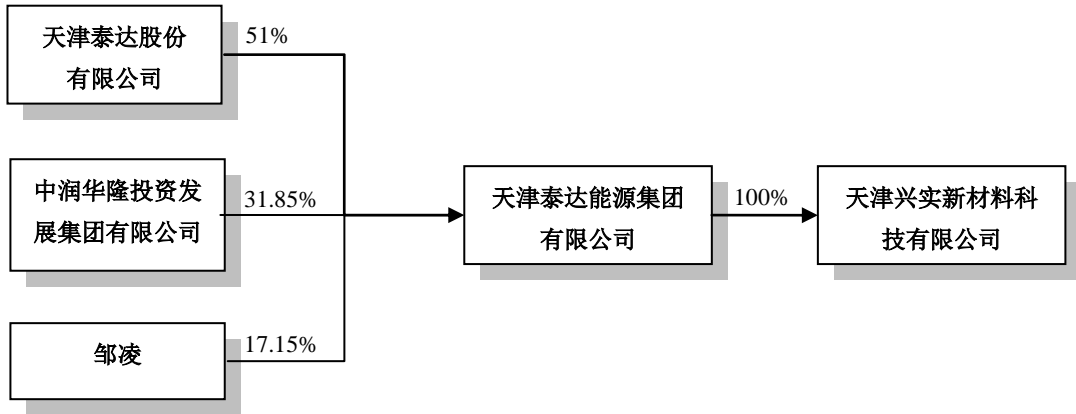 天津泰达股份
有限公司
51%
中润华隆投资发
展集团有限公司
31.85%
邹凌
17.15%
天津泰达能源集团
有限公司
100%
天津兴实新材料科
技有限公司